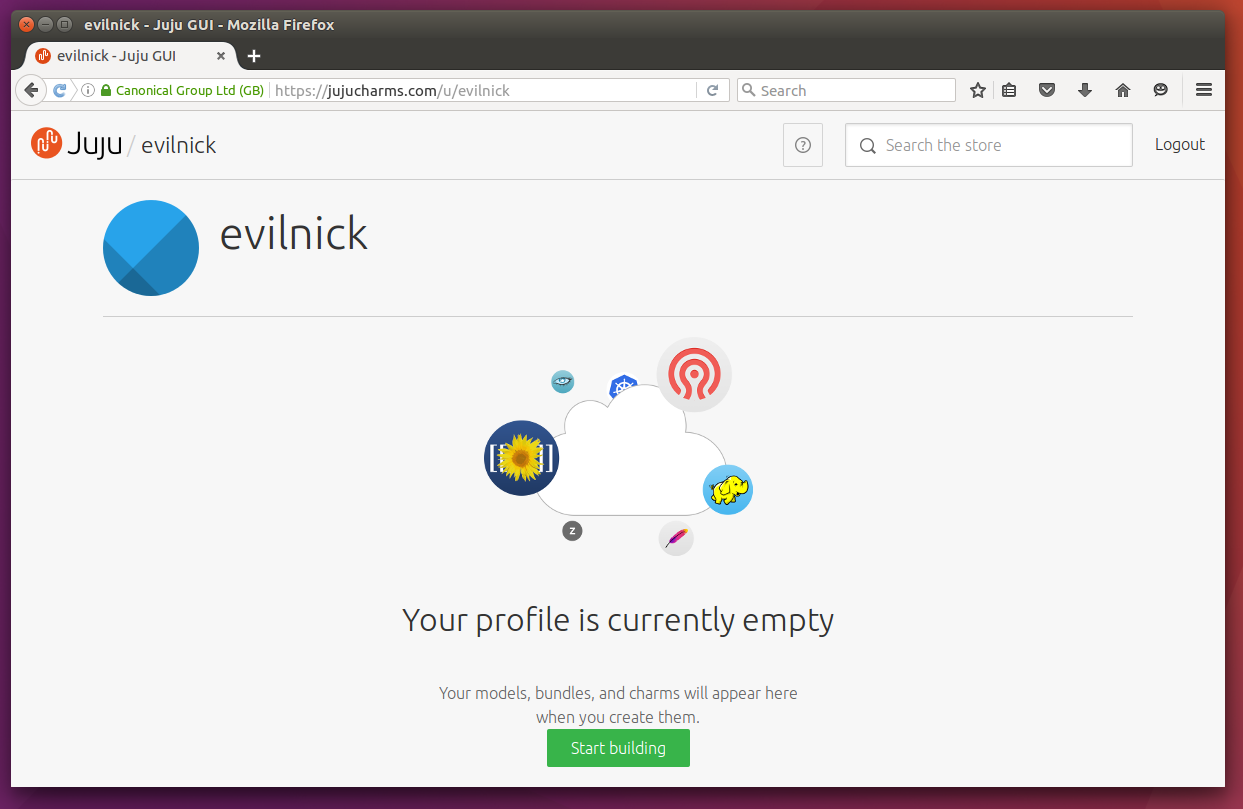 evilnick - Juju GUI - Mozilla Firefox
evilnick - Juju GUI
Canonical Group Ltd (GB) https://jujucharms.com/u/evilnick Search
Juju / evilnick ? Search the store Logout
evilnick
[[ ]]
z
Your profile is currently empty
Your models, bundles, and charms will appear here
when you create them.
Start building